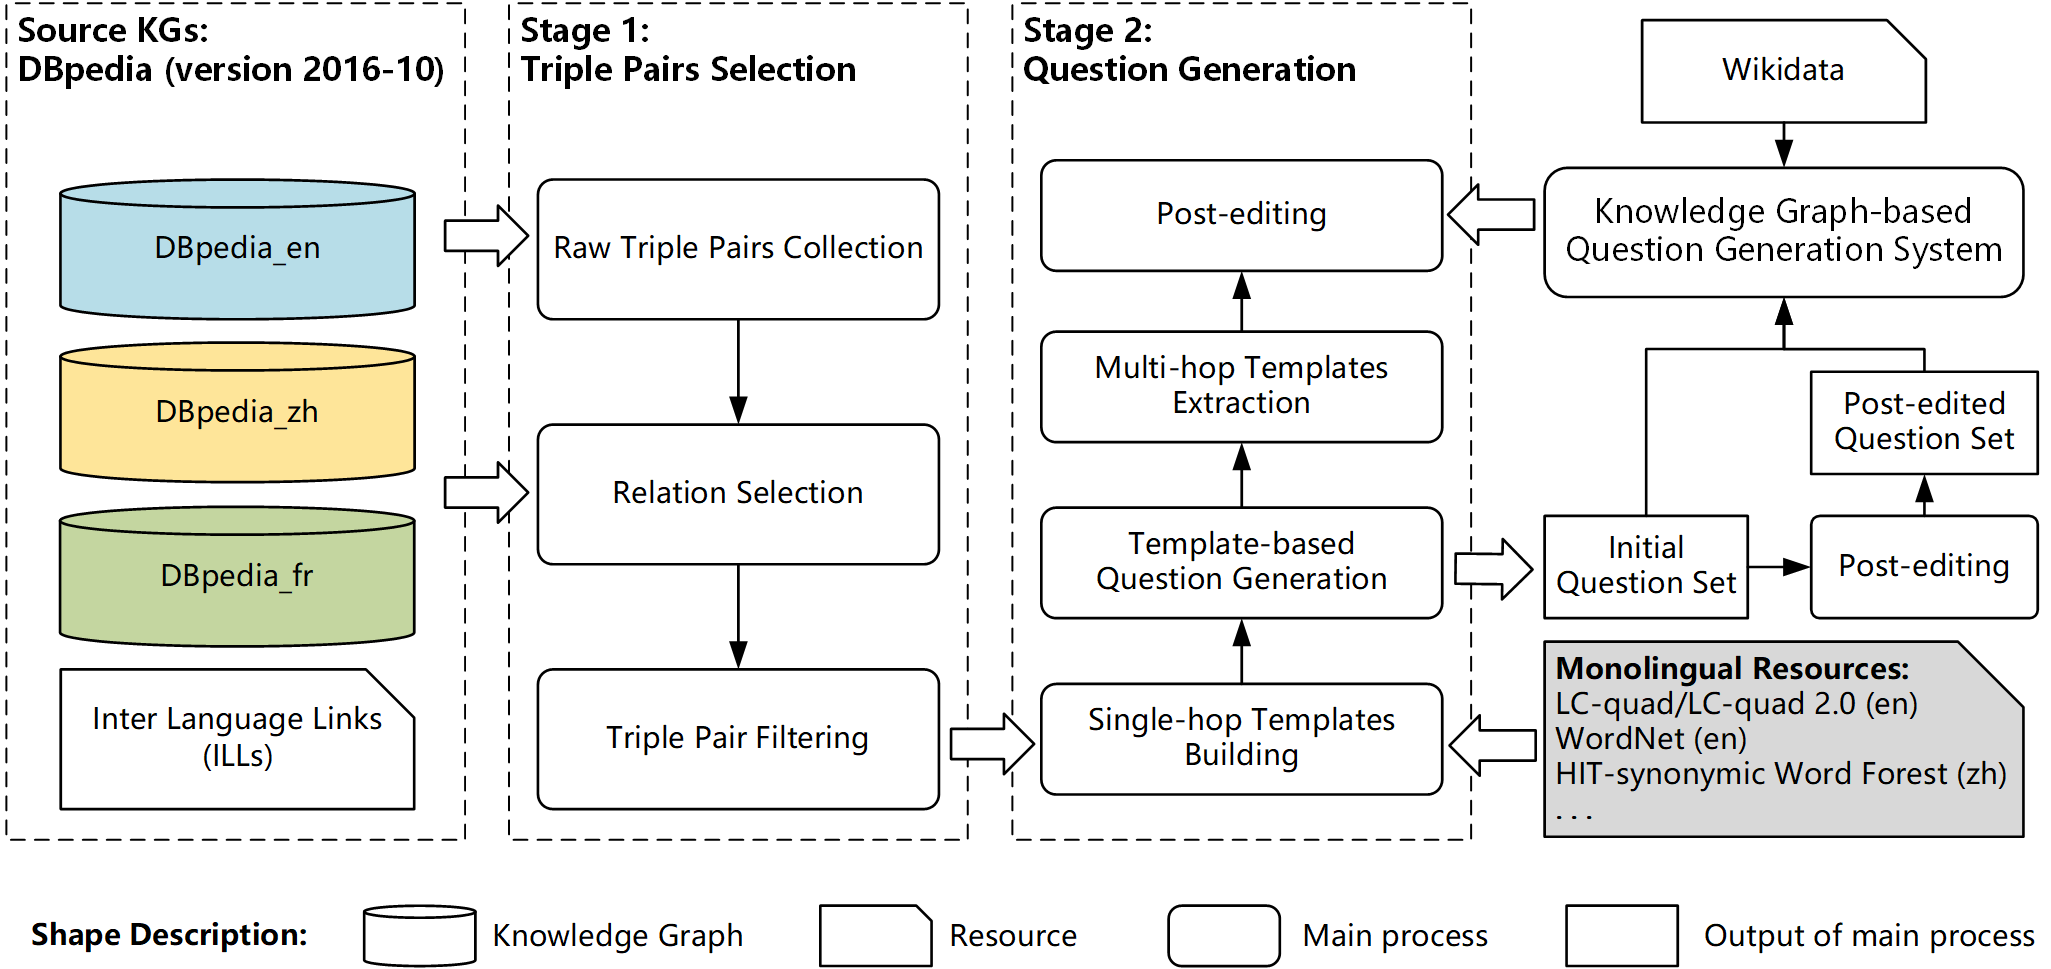 Source KGs:
DBpedia (version 2016-10)
DBpedia_en
DBpedia_zh
DBpedia_fr
Inter Language Links
(ILLs)
Stage 1:
Triple Pairs Selection
Raw Triple Pairs Collection
Relation Selection
Triple Pair Filtering
Stage 2:
Question Generation
Post-editing
Multi-hop Templates
Extraction
Template-based
Question Generation
Single-hop Templates
Building
Wikidata
Knowledge Graph-based
Question Generation System
Post-edited
Question Set
Initial
Question Set
Post-editing
Monolingual Resources:
LC-quad/LC-quad 2.0 (en)
WordNet (en)
HIT-synonymic Word Forest (zh)
...
Shape Description:
Knowledge Graph
Resource
Main process
Output of main process